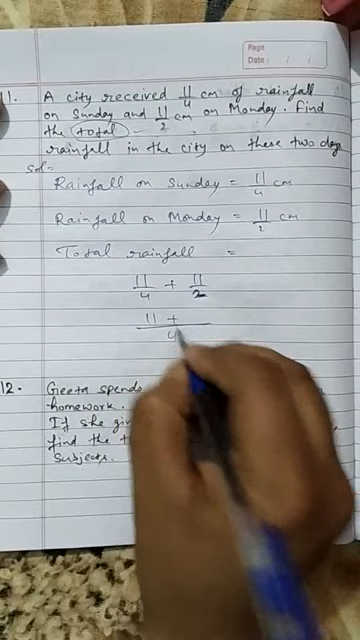 Page
Date : / /
11. A city received 11/4 cm of rainfall
on Sunday and 11/2 cm on Monday. Find
the total
rainfall in the city on these two days
Sol=
Rainfall on Sunday = 11/4 cm
Rainfall on Monday = 11/2 cm
Total rainfall =
11/4 + 11/2
11 +
4
12. Geeta spends
homework.
If she
find the
subjects.